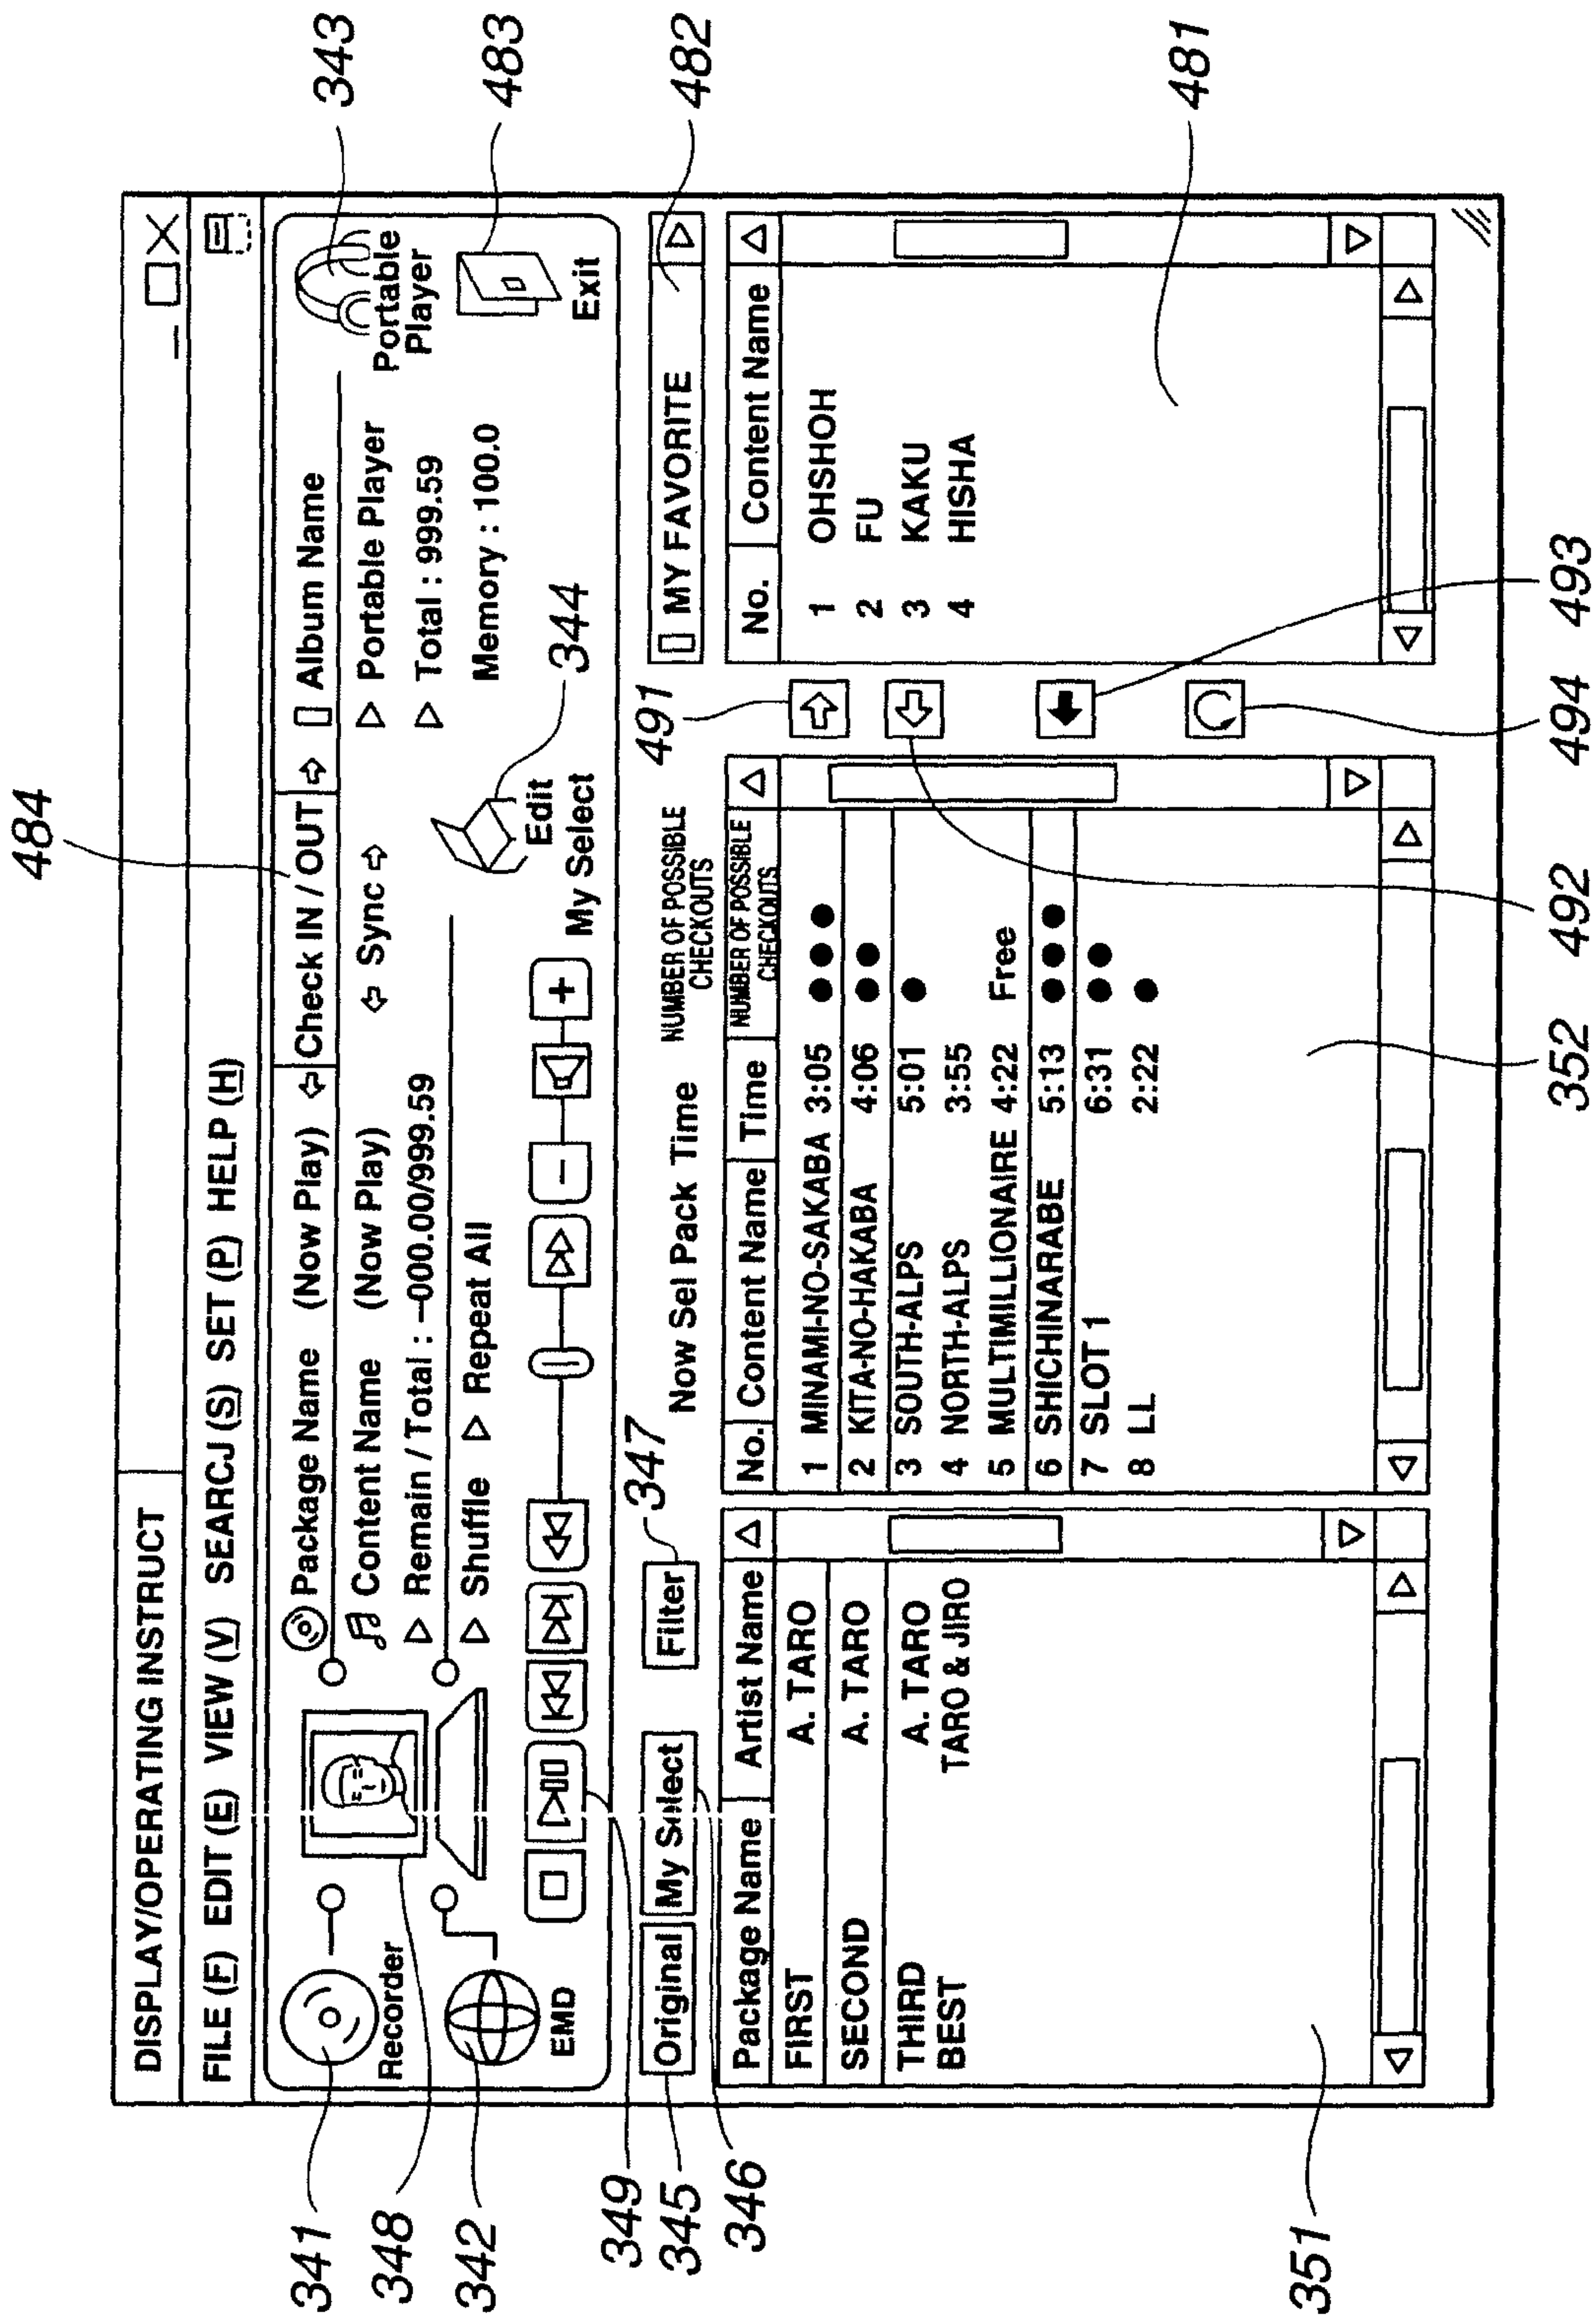 484
DISPLAY/OPERATING INSTRUCT
FILE (F) EDIT (E) VIEW (V) SEARCJ (S) SET (P) HELP (H)
341
348
342
349
345
346
351
Recorder
EMD
Package Name (Now Play)
Content Name (Now Play)
Remain / Total : –000.00/999.59
Shuffle Repeat All
Check IN / OUT
Sync
Album Name
Portable Player
Total : 999.59
Memory : 100.0
Edit
My Select
344
Portable
Player
Exit
343
483
482
481
Original My Select Filter
347
Now Sel Pack Time NUMBER OF POSSIBLE
CHECKOUTS
491
MY FAVORITE
Package Name Artist Name
FIRST A. TARO
SECOND A. TARO
THIRD A. TARO
BEST TARO & JIRO
No. Content Name Time NUMBER OF POSSIBLE
CHECKOUTS
1 MINAMI-NO-SAKABA 3:05
2 KITA-NO-HAKABA 4:06
3 SOUTH-ALPS 5:01
4 NORTH-ALPS 3:55
5 MULTIMILLIONAIRE 4:22 Free
6 SHICHINARABE 5:13
7 SLOT 1 6:31
8 LL 2:22
No. Content Name
1 OHSHOH
2 FU
3 KAKU
4 HISHA
352
492
494
493